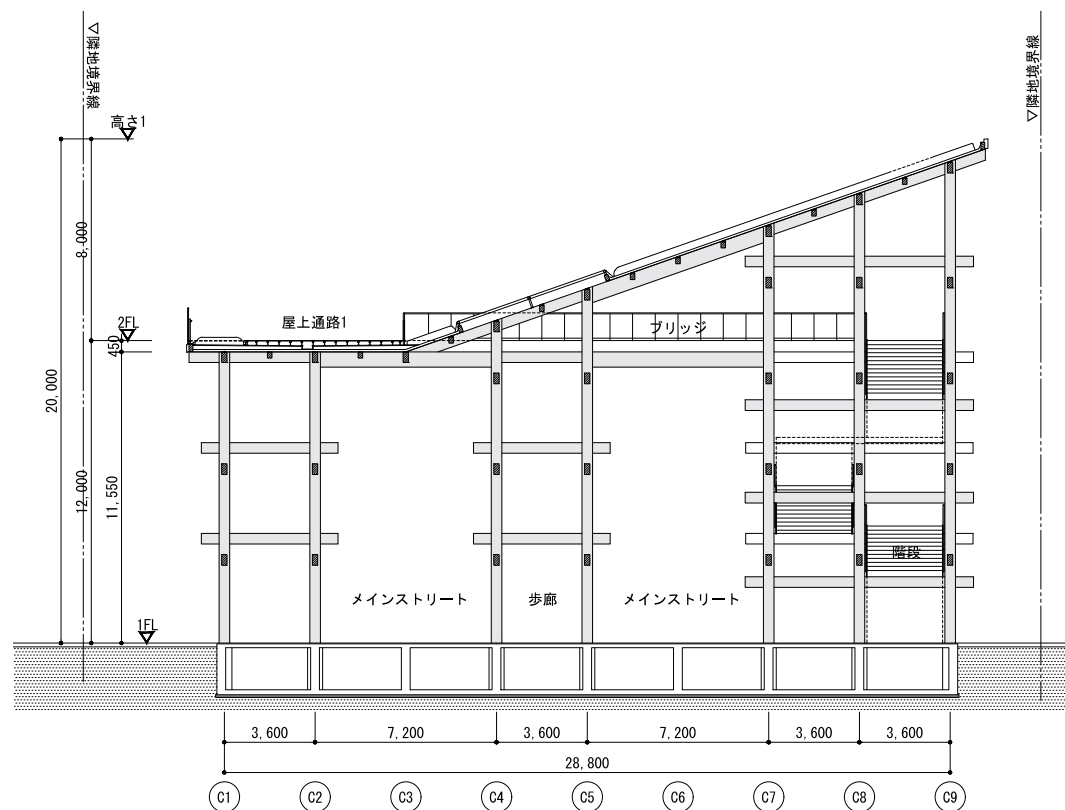 ▽隣地境界線
▽隣地境界線
高さ1
8,000
2FL
屋上通路1
ブリッジ
450
20,000
12,000
11,550
階段
メインストリート
歩廊
メインストリート
1FL
3,600
7,200
3,600
7,200
3,600
3,600
28,800
C1
C2
C3
C4
C5
C6
C7
C8
C9